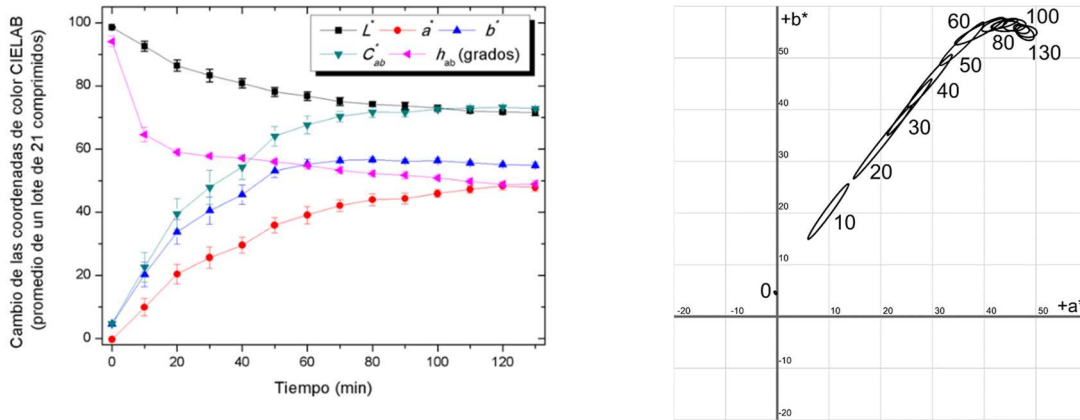 Cambio de las coordenadas de color CIELAB
(promedio de un lote de 21 comprimidos)
100
80
60
40
20
0
L* a* b*
C*ab hab (grados)
0 20 40 60 80 100 120
Tiempo (min)
+b*
60
100
80
130
50
50
40
40
30
30
20
20
10
10
0
-20 -10 10 20 30 40 50
+a*
-10
-20